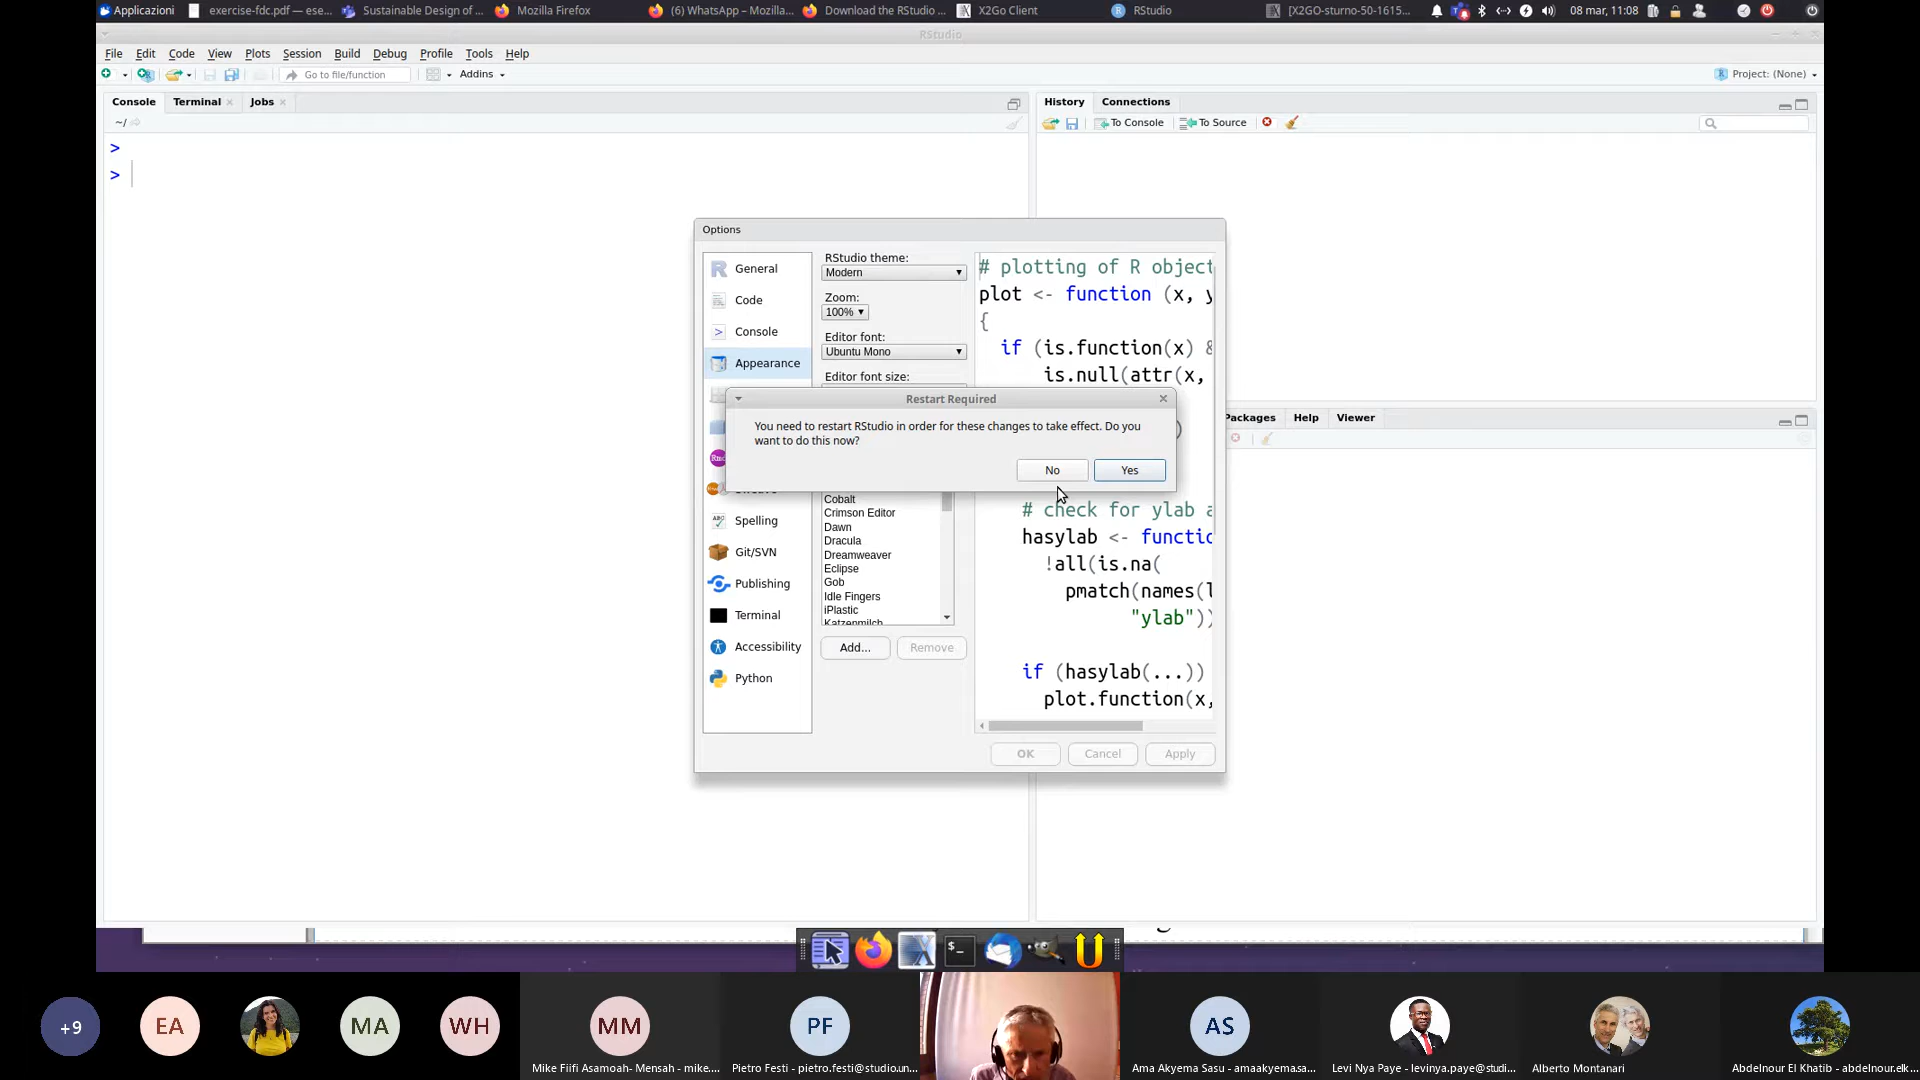 Applicazioni
exercise-fdc.pdf — ese...
Sustainable Design of ...
Mozilla Firefox
(6) WhatsApp – Mozilla...
Download the RStudio ...
X2Go Client
RStudio
[X2GO-sturno-50-1615...
08 mar, 11:08
RStudio
File Edit Code View Plots Session Build Debug Profile Tools Help
Go to file/function
Addins
Project: (None)
Console Terminal Jobs
~/
>
>
History Connections
To Console To Source
Options
General
Code
Console
Appearance
Spelling
Git/SVN
Publishing
Terminal
Accessibility
Python
RStudio theme:
Modern
Zoom:
100%
Editor font:
Ubuntu Mono
Editor font size:
Cobalt
Crimson Editor
Dawn
Dracula
Dreamweaver
Eclipse
Gob
Idle Fingers
iPlastic
Katzenmilch
Add... Remove
# plotting of R object
plot <- function (x, y
{
if (is.function(x) &
is.null(attr(x,
)
# check for ylab a
hasylab <- functio
!all(is.na(
pmatch(names(l
"ylab"))
if (hasylab(...))
plot.function(x,
OK Cancel Apply
Restart Required
You need to restart RStudio in order for these changes to take effect. Do you
want to do this now?
No Yes
Packages Help Viewer
+9
EA
MA
WH
MM
PF
AS
Mike Fiifi Asamoah- Mensah - mike....
Pietro Festi - pietro.festi@studio.un...
Ama Akyema Sasu - amaakyema.sa...
Levi Nya Paye - levinya.paye@studi...
Alberto Montanari
Abdelnour El Khatib - abdelnour.elk...